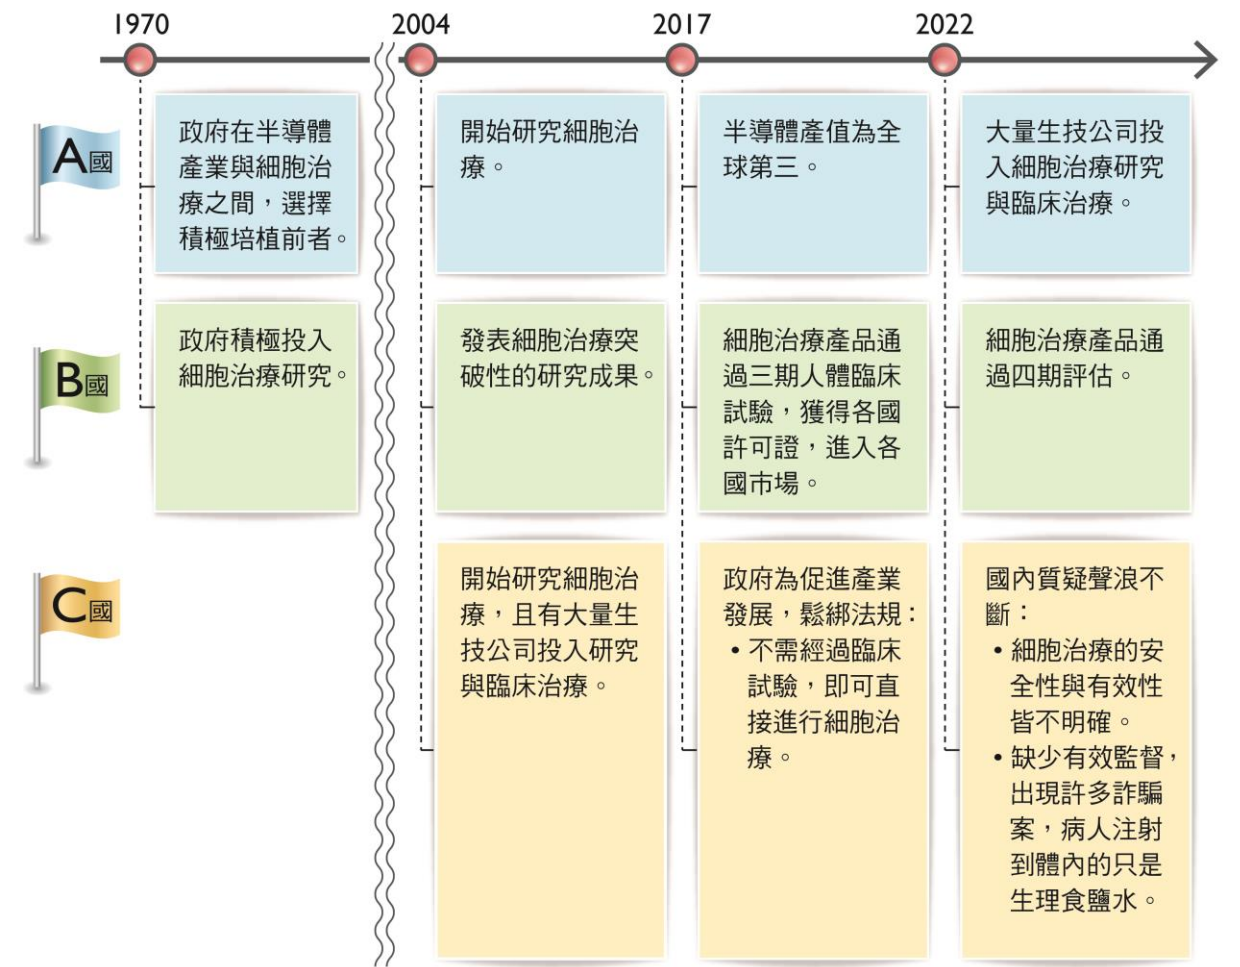 1970
2004
2017
2022
A國
政府在半導體
產業與細胞治
療之間，選擇
積極培植前者。
開始研究細胞治
療。
半導體產值為全
球第三。
大量生技公司投
入細胞治療研究
與臨床治療。
B國
政府積極投入
細胞治療研究。
發表細胞治療突
破性的研究成果。
細胞治療產品通
過三期人體臨床
試驗，獲得各國
許可證，進入各
國市場。
細胞治療產品通
過四期評估。
C國
開始研究細胞治
療，且有大量生
技公司投入研究
與臨床治療。
政府為促進產業
發展，鬆綁法規：
•不需經過臨床
試驗，即可直
接進行細胞治
療。
國內質疑聲浪不
斷：
•細胞治療的安
全性與有效性
皆不明確。
•缺少有效監督，
出現許多詐騙
案，病人注射
到體內的只是
生理食鹽水。